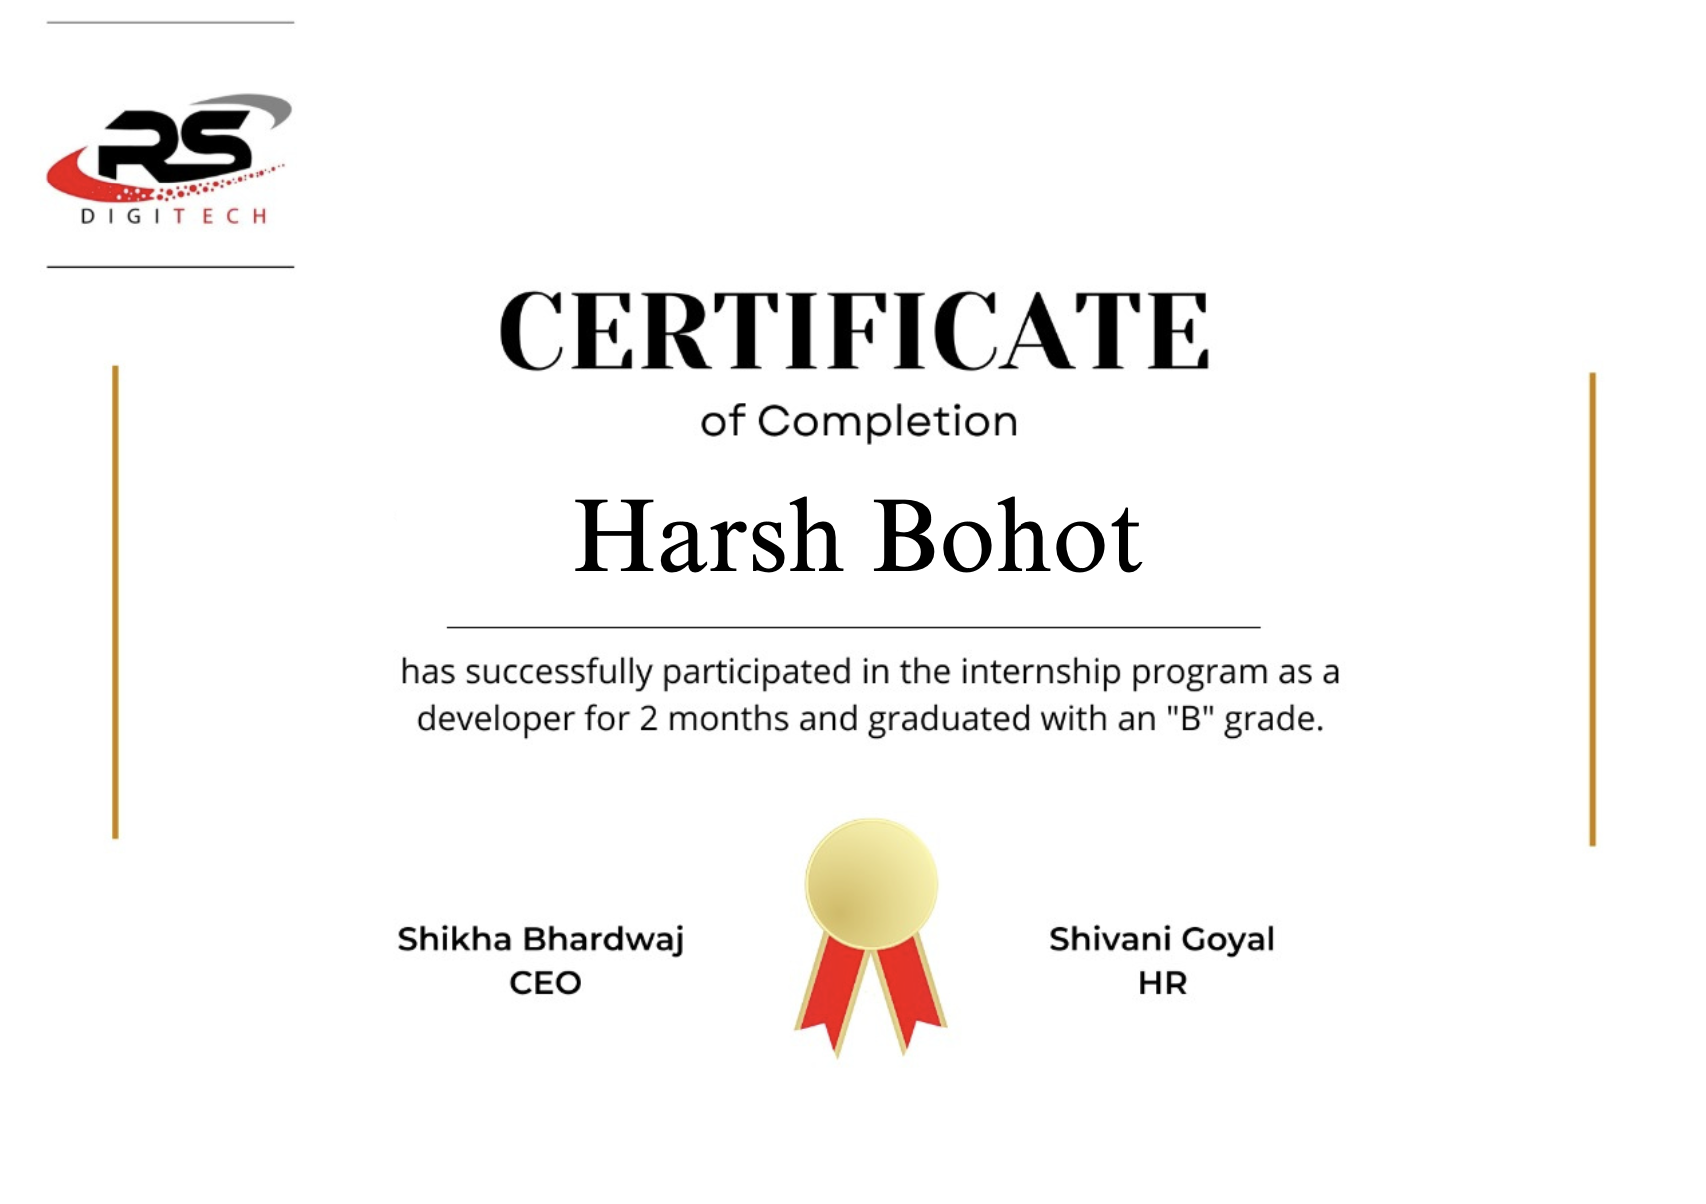 RS
DIGITECH
CERTIFICATE
of Completion
Harsh Bohot
has successfully participated in the internship program as a
developer for 2 months and graduated with an "B" grade.
Shikha Bhardwaj
CEO
Shivani Goyal
HR